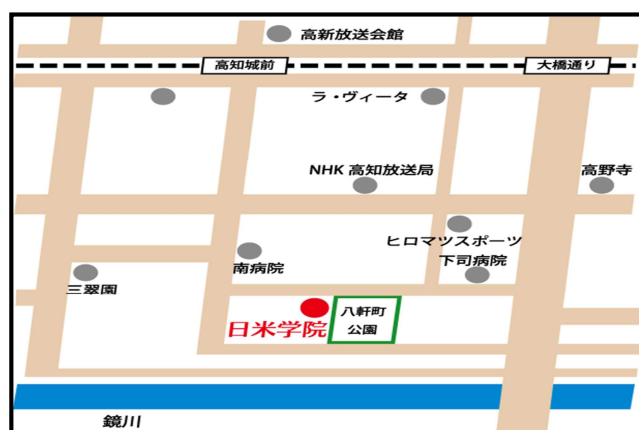 高新放送会館
高知城前
大橋通り
ラ・ヴィータ
NHK 高知放送局
高野寺
ヒロマツスポーツ
南病院
下司病院
三翠園
日米学院
八軒町
公園
鏡川